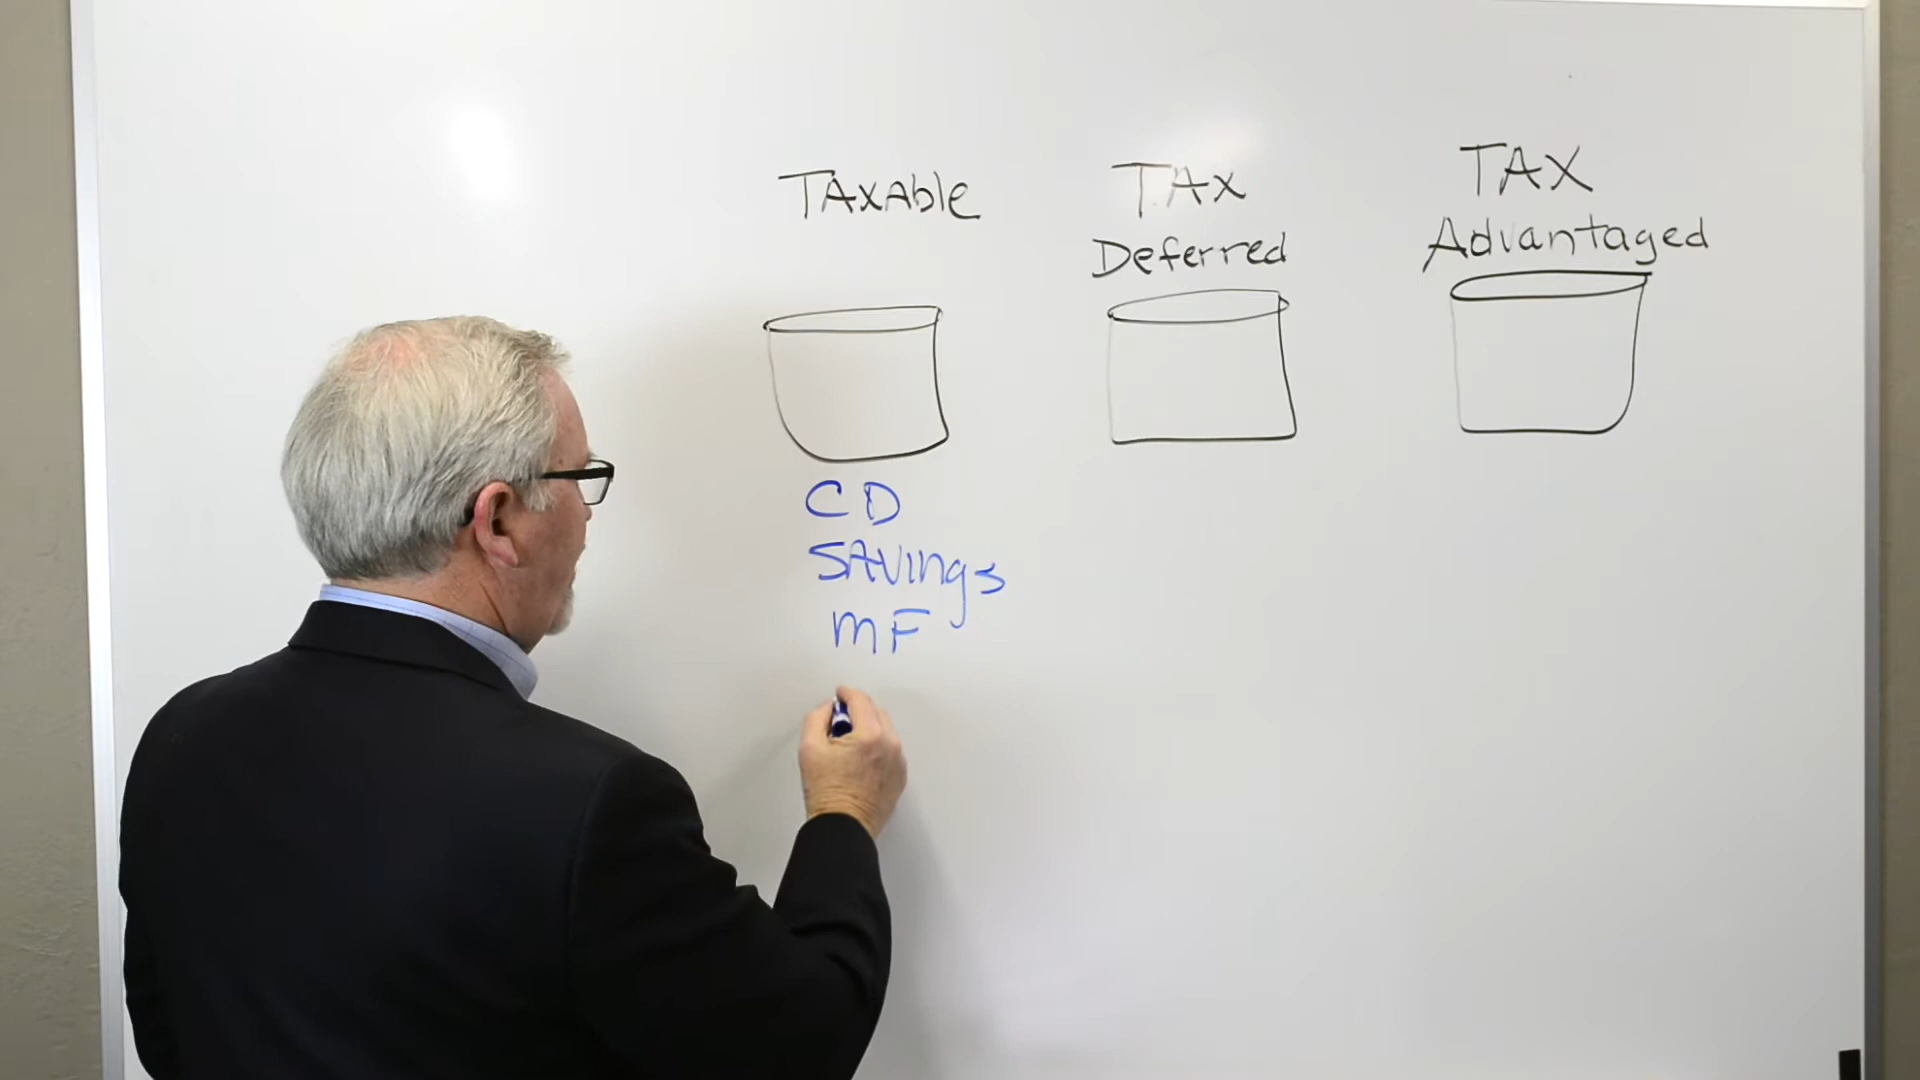 TAxAble
TAx
Deferred
TAX
Advantaged
CD
SAVings
MF